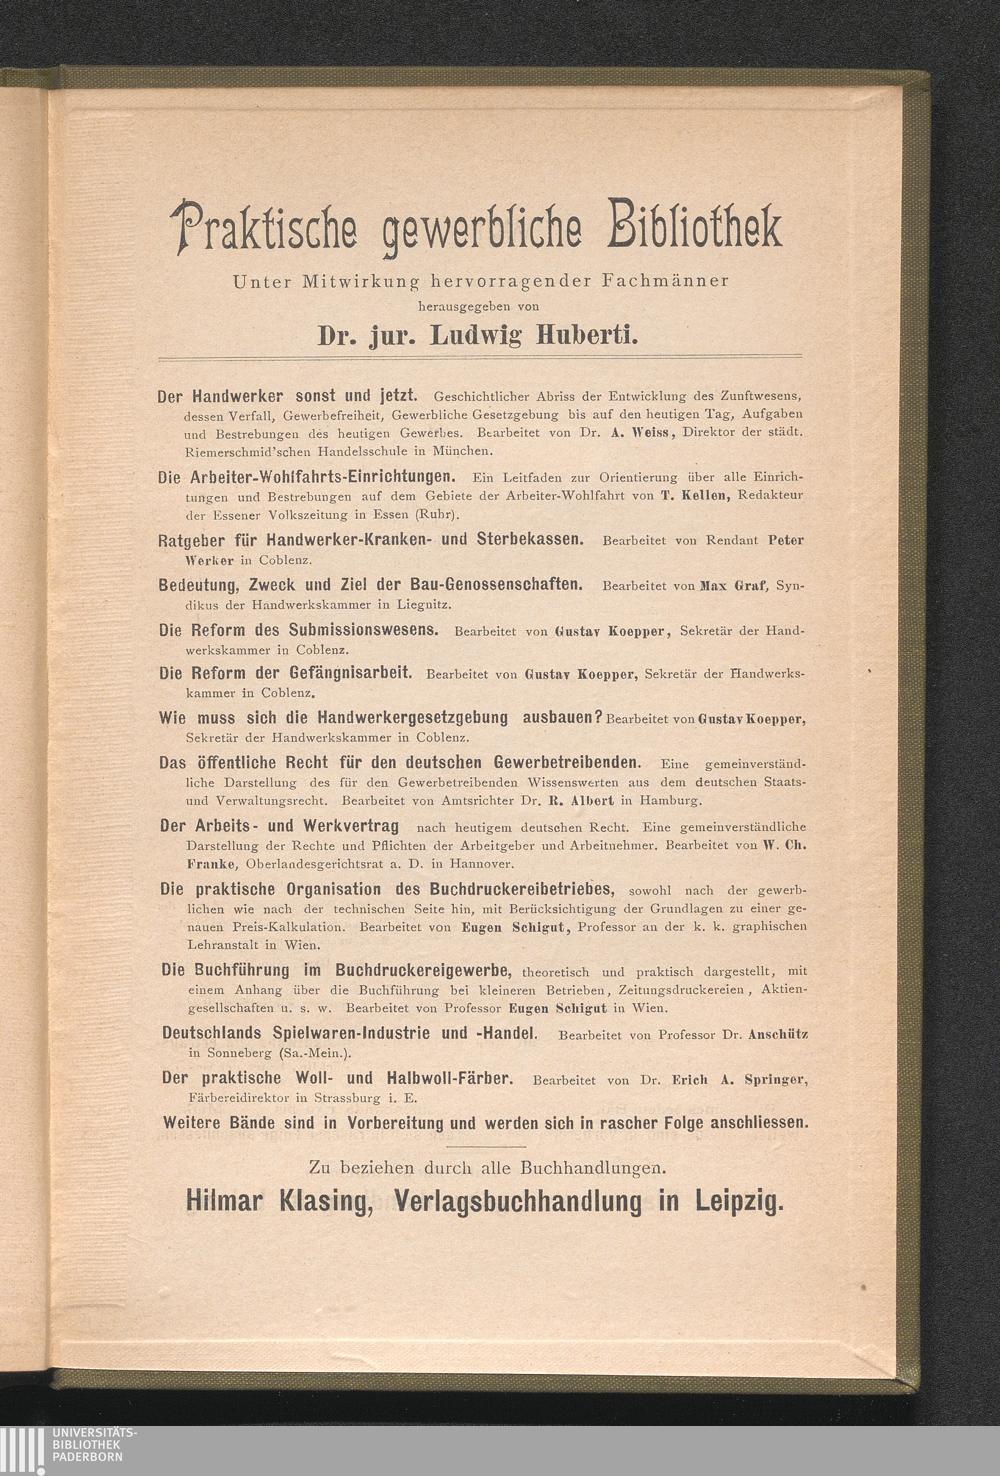 Praktische gewerbliche Bibliothek
Unter Mitwirkung hervorragender Fachmänner
herausgegeben von
Dr. jur. Ludwig Huberti.
Der Handwerker sonst und jetzt. Geschichtlicher Abriss der Entwicklung des Zunftwesens,
dessen Verfall, Gewerbefreiheit, Gewerbliche Gesetzgebung bis auf den heutigen Tag, Aufgaben
und Bestrebungen des heutigen Gewerbes. Bearbeitet von Dr. A. Weiss, Direktor der städt.
Riemerschmid'schen Handelsschule in München.
Die Arbeiter-Wohlfahrts-Einrichtungen. Ein Leitfaden zur Orientierung über alle Einrich-
tungen und Bestrebungen auf dem Gebiete der Arbeiter-Wohlfahrt von T. Kellen, Redakteur
der Essener Volkszeitung in Essen (Ruhr).
Ratgeber für Handwerker-Kranken- und Sterbekassen. Bearbeitet von Rendant Peter
Werker in Coblenz.
Bedeutung, Zweck und Ziel der Bau-Genossenschaften. Bearbeitet von Max Graf, Syn-
dikus der Handwerkskammer in Liegnitz.
Die Reform des Submissionswesens. Bearbeitet von Gustav Koepper, Sekretär der Hand-
werkskammer in Coblenz.
Die Reform der Gefängnisarbeit. Bearbeitet von Gustav Koepper, Sekretär der Handwerks-
kammer in Coblenz.
Wie muss sich die Handwerkergesetzgebung ausbauen? Bearbeitet von Gustav Koepper,
Sekretär der Handwerkskammer in Coblenz.
Das öffentliche Recht für den deutschen Gewerbetreibenden. Eine gemeinverständ-
liche Darstellung des für den Gewerbetreibenden Wissenswerten aus dem deutschen Staats-
und Verwaltungsrecht. Bearbeitet von Amtsrichter Dr. R. Albert in Hamburg.
Der Arbeits- und Werkvertrag nach heutigem deutschen Recht. Eine gemeinverständliche
Darstellung der Rechte und Pflichten der Arbeitgeber und Arbeitnehmer. Bearbeitet von W. Ch.
Franke, Oberlandesgerichtsrat a. D. in Hannover.
Die praktische Organisation des Buchdruckereibetriebes, sowohl nach der gewerb-
lichen wie nach der technischen Seite hin, mit Berücksichtigung der Grundlagen zu einer ge-
nauen Preis-Kalkulation. Bearbeitet von Eugen Schigut, Professor an der k. k. graphischen
Lehranstalt in Wien.
Die Buchführung im Buchdruckereigewerbe, theoretisch und praktisch dargestellt, mit
einem Anhang über die Buchführung bei kleineren Betrieben, Zeitungsdruckereien, Aktien-
gesellschaften u. s. w. Bearbeitet von Professor Eugen Schigut in Wien.
Deutschlands Spielwaren-Industrie und -Handel. Bearbeitet von Professor Dr. Anschütz
in Sonneberg (Sa.-Mein.).
Der praktische Woll- und Halbwoll-Färber. Bearbeitet von Dr. Erich A. Springer,
Färbereidirektor in Strassburg i. E.
Weitere Bände sind in Vorbereitung und werden sich in rascher Folge anschliessen.
Zu beziehen durch alle Buchhandlungen.
Hilmar Klasing, Verlagsbuchhandlung in Leipzig.
UNIVERSITÄTS-
BIBLIOTHEK
PADERBORN